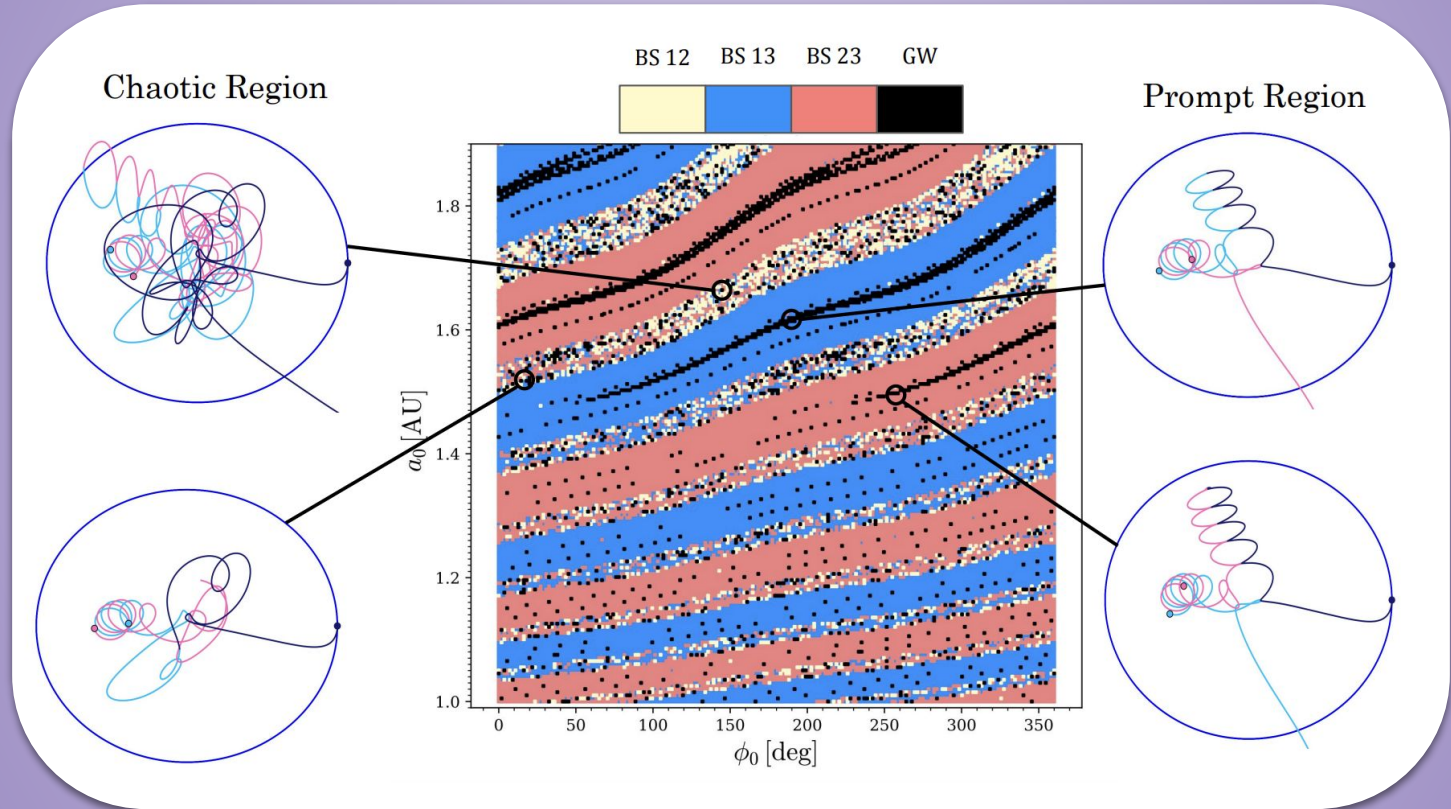 BS 12 BS 13 BS 23 GW
Chaotic Region
Prompt Region
1.8
1.6
1.4
1.2
1.0
a₀ [AU]
0 50 100 150 200 250 300 350
ϕ₀ [deg]